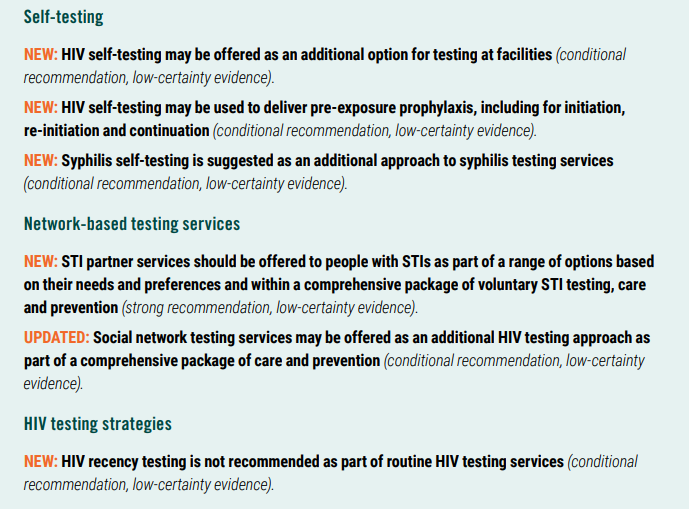 Self-testing
NEW: HIV self-testing may be offered as an additional option for testing at facilities (conditional
recommendation, low-certainty evidence).
NEW: HIV self-testing may be used to deliver pre-exposure prophylaxis, including for initiation,
re-initiation and continuation (conditional recommendation, low-certainty evidence).
NEW: Syphilis self-testing is suggested as an additional approach to syphilis testing services
(conditional recommendation, low-certainty evidence).
Network-based testing services
NEW: STI partner services should be offered to people with STIs as part of a range of options based
on their needs and preferences and within a comprehensive package of voluntary STI testing, care
and prevention (strong recommendation, low-certainty evidence).
UPDATED: Social network testing services may be offered as an additional HIV testing approach as
part of a comprehensive package of care and prevention (conditional recommendation, low-certainty
evidence).
HIV testing strategies
NEW: HIV recency testing is not recommended as part of routine HIV testing services (conditional
recommendation, low-certainty evidence).